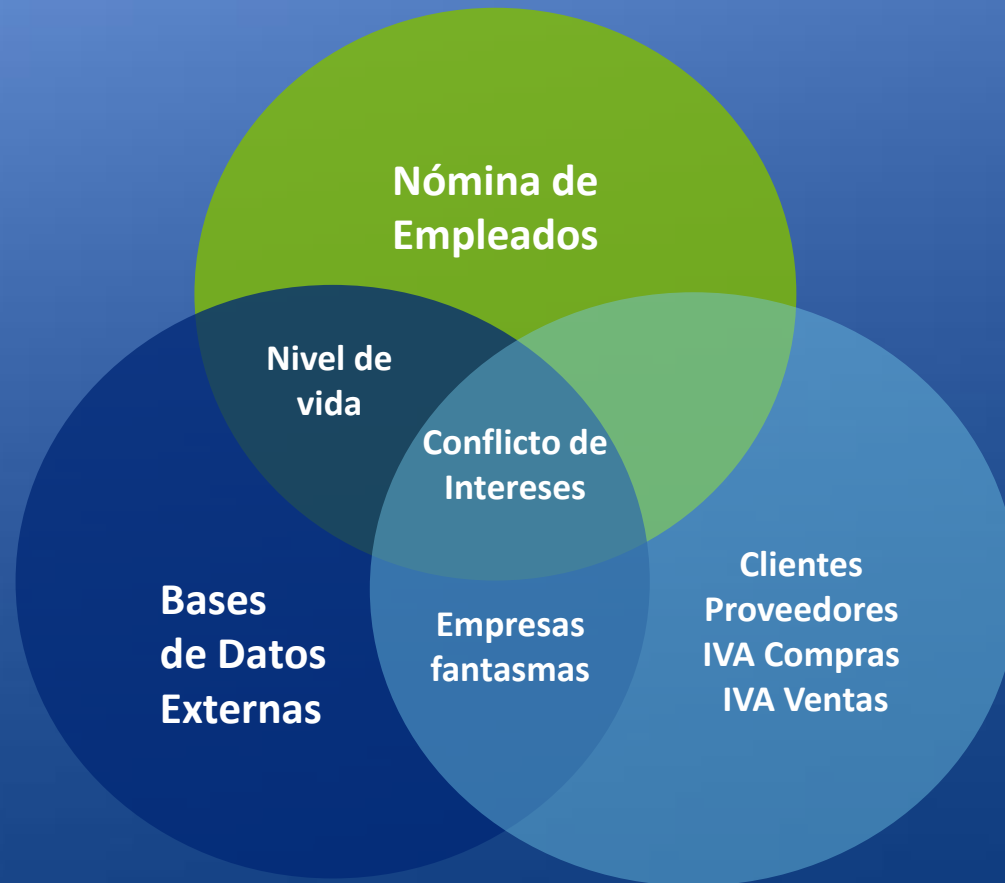 Nómina de
Empleados
Nivel de
vida
Conflicto de
Intereses
Bases
de Datos
Externas
Empresas
fantasmas
Clientes
Proveedores
IVA Compras
IVA Ventas